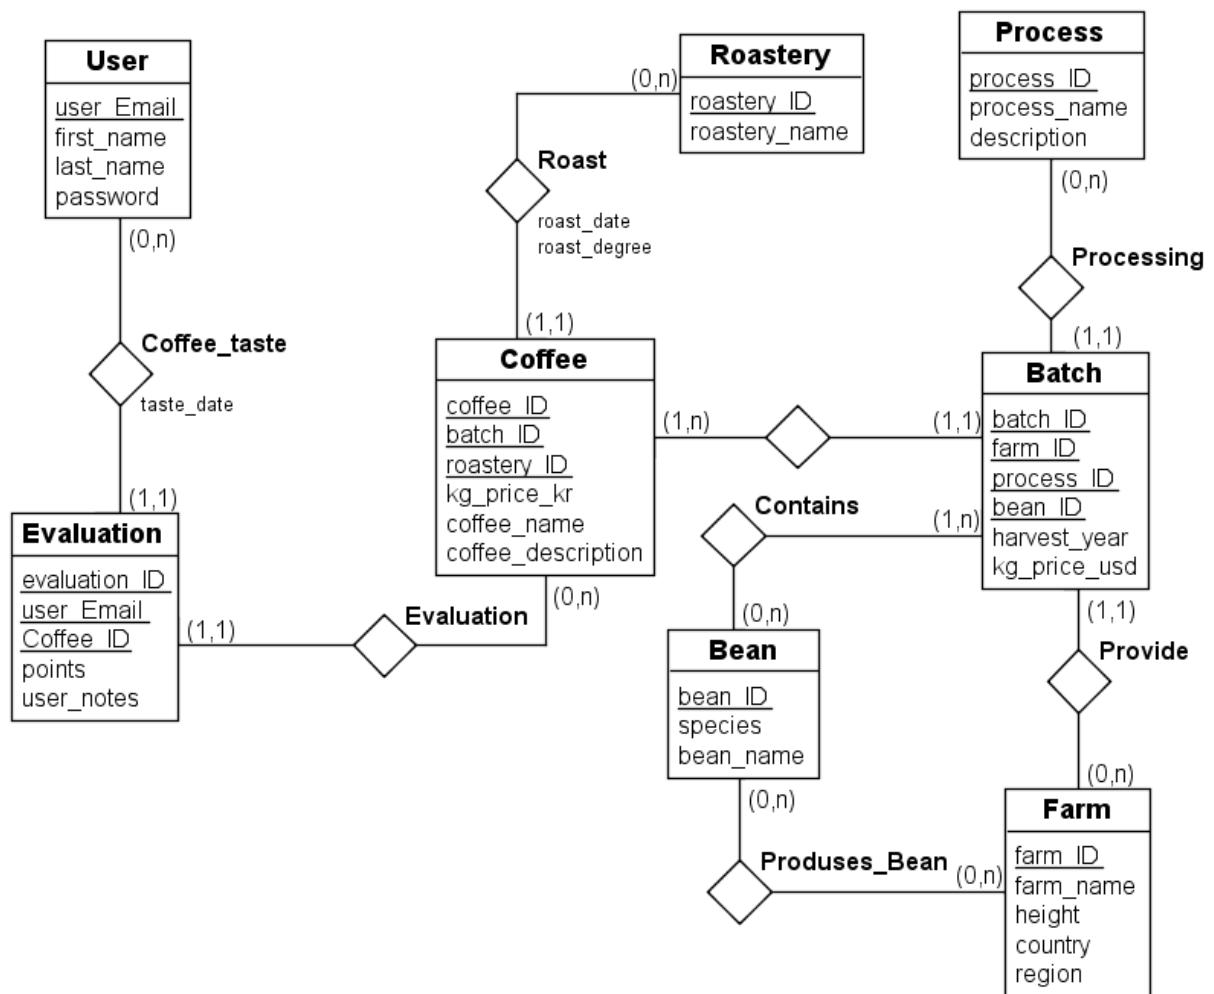 User
user_Email
first_name
last_name
password
(0,n)
Coffee_taste
taste_date
(1,1)
Evaluation
evaluation_ID
user_Email
Coffee_ID
points
user_notes
(1,1)
Evaluation
(0,n)
Roastery
roastery_ID
roastery_name
(0,n)
Roast
roast_date
roast_degree
(1,1)
Coffee
coffee_ID
batch_ID
roastery_ID
kg_price_kr
coffee_name
coffee_description
(1,n)
(1,1)
Process
process_ID
process_name
description
(0,n)
Processing
(1,1)
Batch
batch_ID
farm_ID
process_ID
bean_ID
harvest_year
kg_price_usd
Contains
(1,n)
(0,n)
Bean
bean_ID
species
bean_name
(0,n)
Produses_Bean
(0,n)
(1,1)
Provide
(0,n)
Farm
farm_ID
farm_name
height
country
region